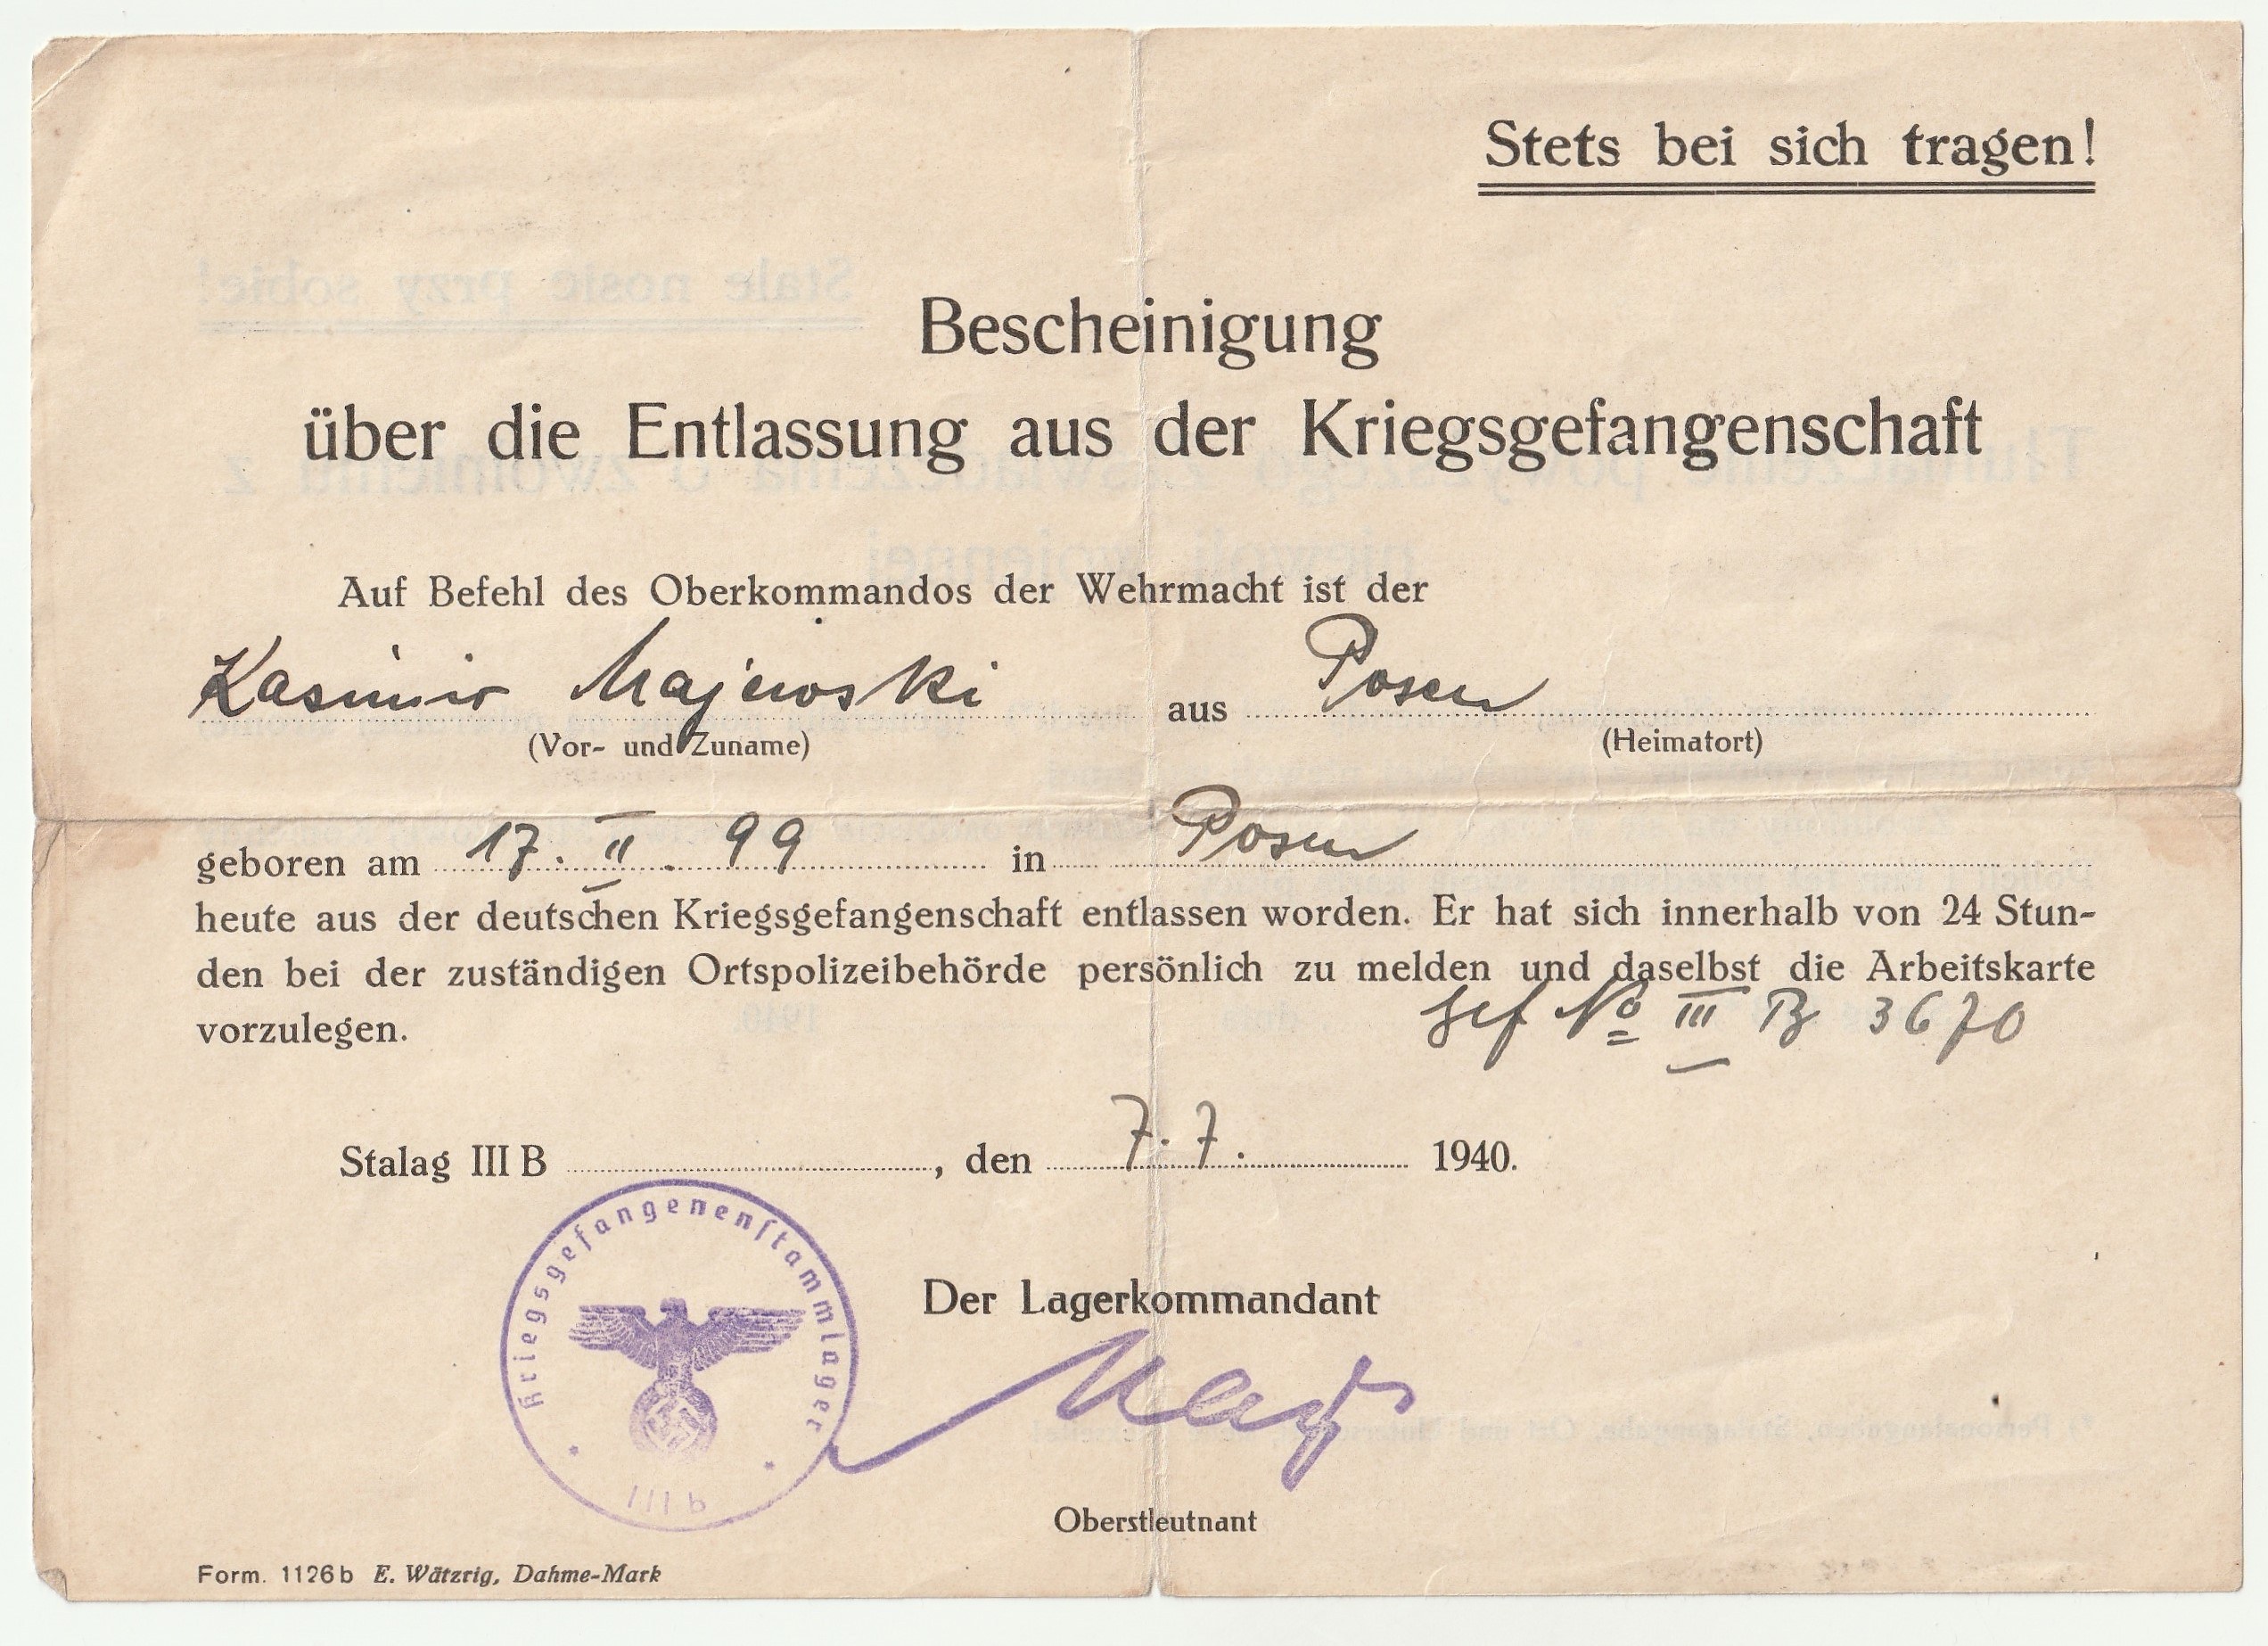 Stets bei sich tragen!
Bescheinigung
über die Entlassung aus der Kriegsgefangenschaft
Auf Befehl des Oberkommandos der Wehrmacht ist der
Kasimir Majewski aus Posen
(Vor- und Zuname) (Heimatort)
geboren am 17. II. 99 in Posen
heute aus der deutschen Kriegsgefangenschaft entlassen worden. Er hat sich innerhalb von 24 Stun-
den bei der zuständigen Ortspolizeibehörde persönlich zu melden und daselbst die Arbeitskarte
vorzulegen. Gef No III B 3670
Stalag III B , den 7. 7. 1940.
Kriegsgefangenenſtammlager
III B
Der Lagerkommandant
Oberstleutnant
Form. 1126b E. Wätzrig, Dahme-Mark